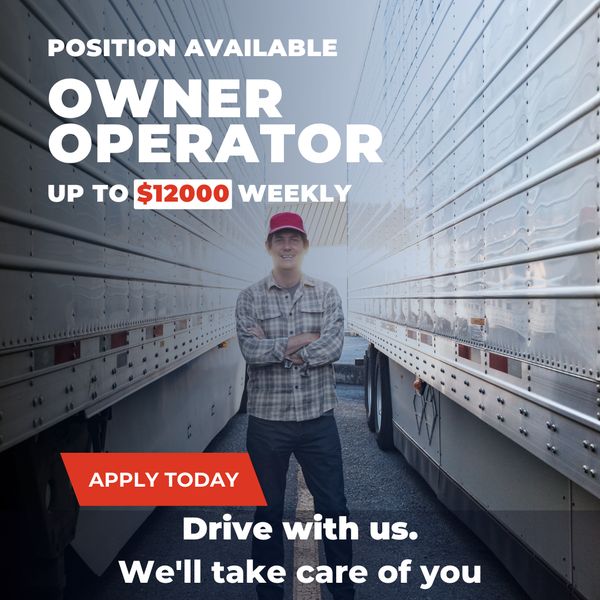 POSITION AVAILABLE
OWNER
OPERATOR
UP TO $12000 WEEKLY
APPLY TODAY
Drive with us.
We'll take care of you